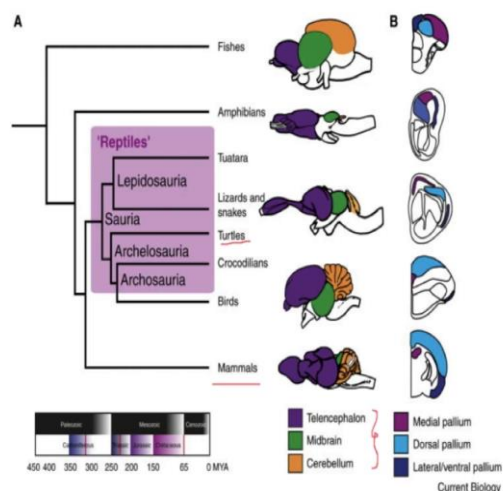 A
B
Fishes
Amphibians
'Reptiles'
Tuatara
Lepidosauria
Lizards and
snakes
Sauria
Turtles
Archelosauria
Crocodilians
Archosauria
Birds
Mammals
Paleozoic
Mesozoic
Cenozoic
Carboniferous
Triassic
Jurassic
Cretaceous
450 400 350 300 250 200 150 100 65 0 MYA
Telencephalon
Midbrain
Cerebellum
Medial pallium
Dorsal pallium
Lateral/ventral pallium
Current Biology